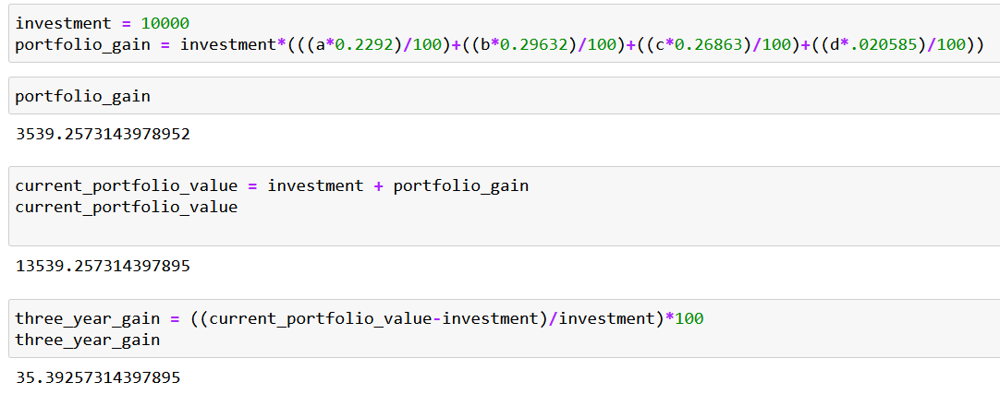 investment = 10000
portfolio_gain = investment*(((a*0.2292)/100)+((b*0.29632)/100)+((c*0.26863)/100)+((d*.020585)/100))
portfolio_gain
3539.2573143978952
current_portfolio_value = investment + portfolio_gain
current_portfolio_value
13539.257314397895
three_year_gain = ((current_portfolio_value-investment)/investment)*100
three_year_gain
35.39257314397895